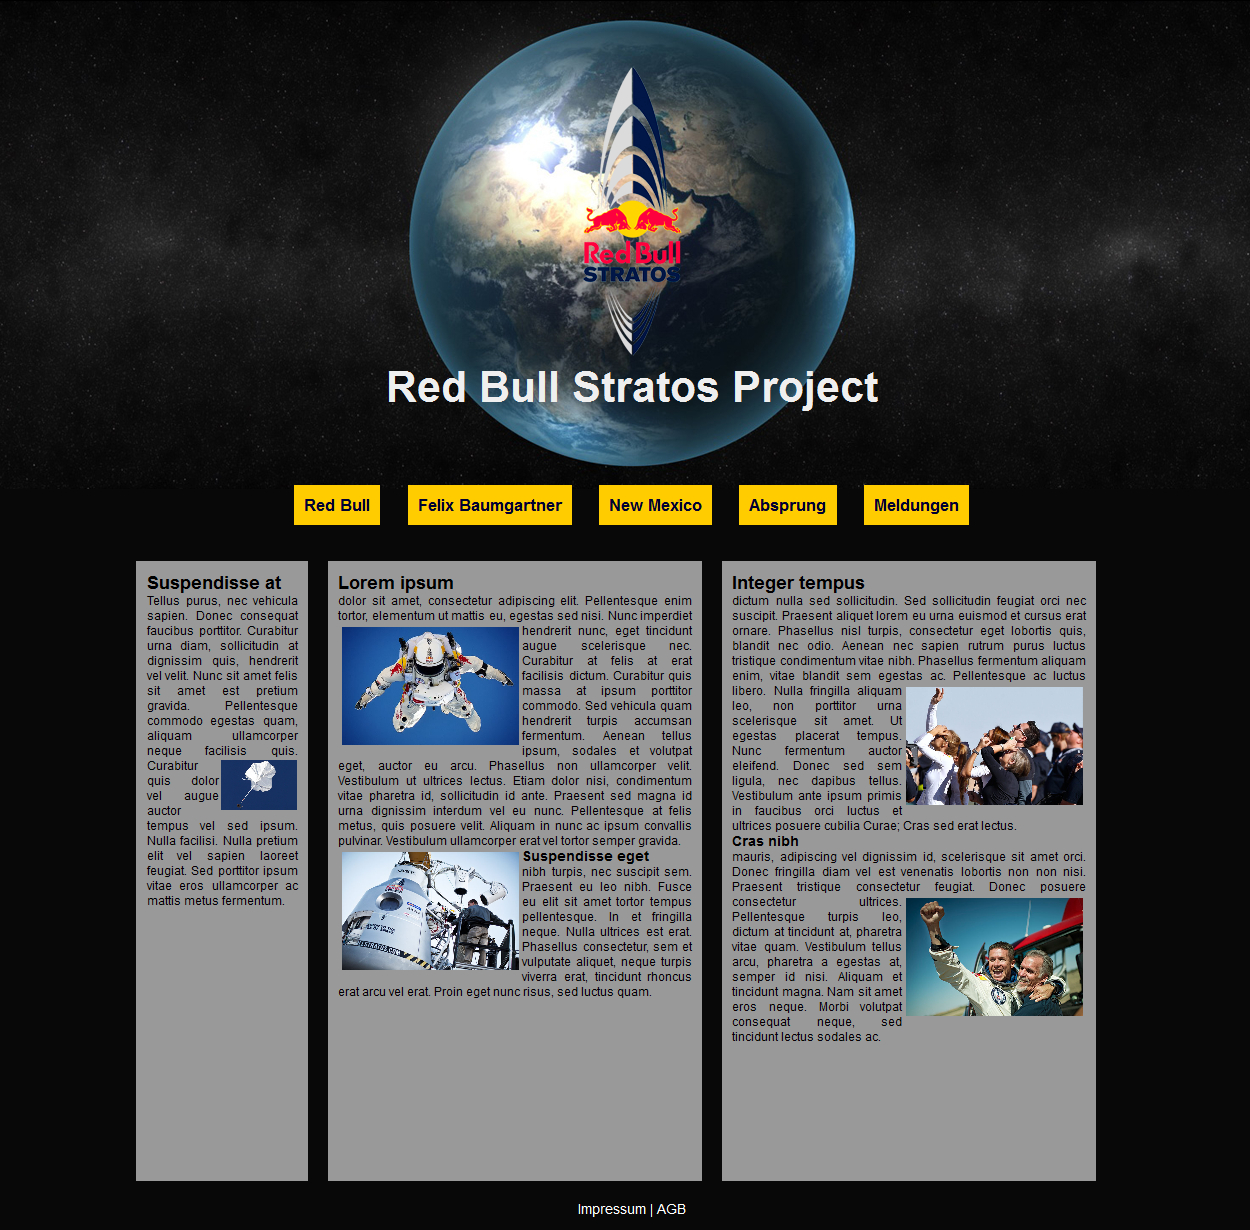 Red Bull
STRATOS
Red Bull Stratos Project
Red Bull
Felix Baumgartner
New Mexico
Absprung
Meldungen
Suspendisse at
Tellus purus, nec vehicula
sapien. Donec consequat
faucibus porttitor. Curabitur
urna diam, sollicitudin at
dignissim quis, hendrerit
vel velit. Nunc sit amet felis
sit amet est pretium
gravida. Pellentesque
commodo egestas quam,
aliquam ullamcorper
neque facilisis quis.
Curabitur
quis dolor
vel augue
auctor
tempus vel sed ipsum.
Nulla facilisi. Nulla pretium
elit vel sapien laoreet
feugiat. Sed porttitor ipsum
vitae eros ullamcorper ac
mattis metus fermentum.
Lorem ipsum
dolor sit amet, consectetur adipiscing elit. Pellentesque enim
tortor, elementum ut mattis eu, egestas sed nisi. Nunc imperdiet
hendrerit nunc, eget tincidunt
augue scelerisque nec.
Curabitur at felis at erat
facilisis dictum. Curabitur quis
massa at ipsum porttitor
commodo. Sed vehicula quam
hendrerit turpis accumsan
fermentum. Aenean tellus
ipsum, sodales et volutpat
eget, auctor eu arcu. Phasellus non ullamcorper velit.
Vestibulum ut ultrices lectus. Etiam dolor nisi, condimentum
vitae pharetra id, sollicitudin id ante. Praesent sed magna id
urna dignissim interdum vel eu nunc. Pellentesque at felis
metus, quis posuere velit. Aliquam in nunc ac ipsum convallis
pulvinar. Vestibulum ullamcorper erat vel tortor semper gravida.
Suspendisse eget
nibh turpis, nec suscipit sem.
Praesent eu leo nibh. Fusce
eu elit sit amet tortor tempus
pellentesque. In et fringilla
neque. Nulla ultrices est erat.
Phasellus consectetur, sem et
vulputate aliquet, neque turpis
viverra erat, tincidunt rhoncus
erat arcu vel erat. Proin eget nunc risus, sed luctus quam.
Integer tempus
dictum nulla sed sollicitudin. Sed sollicitudin feugiat orci nec
suscipit. Praesent aliquet lorem eu urna euismod et cursus erat
ornare. Phasellus nisl turpis, consectetur eget lobortis quis,
blandit nec odio. Aenean nec sapien rutrum purus luctus
tristique condimentum vitae nibh. Phasellus fermentum aliquam
enim, vitae blandit sem egestas ac. Pellentesque ac luctus
libero. Nulla fringilla aliquam
leo, non porttitor urna
scelerisque sit amet. Ut
egestas placerat tempus.
Nunc fermentum auctor
eleifend. Donec sed sem
ligula, nec dapibus tellus.
Vestibulum ante ipsum primis
in faucibus orci luctus et
ultrices posuere cubilia Curae; Cras sed erat lectus.
Cras nibh
mauris, adipiscing vel dignissim id, scelerisque sit amet orci.
Donec fringilla diam vel est venenatis lobortis non non nisi.
Praesent tristique consectetur feugiat. Donec posuere
consectetur ultrices.
Pellentesque turpis leo,
dictum at tincidunt at, pharetra
vitae quam. Vestibulum tellus
arcu, pharetra a egestas at,
semper id nisi. Aliquam et
tincidunt magna. Nam sit amet
eros neque. Morbi volutpat
consequat neque, sed
tincidunt lectus sodales ac.
Impressum | AGB